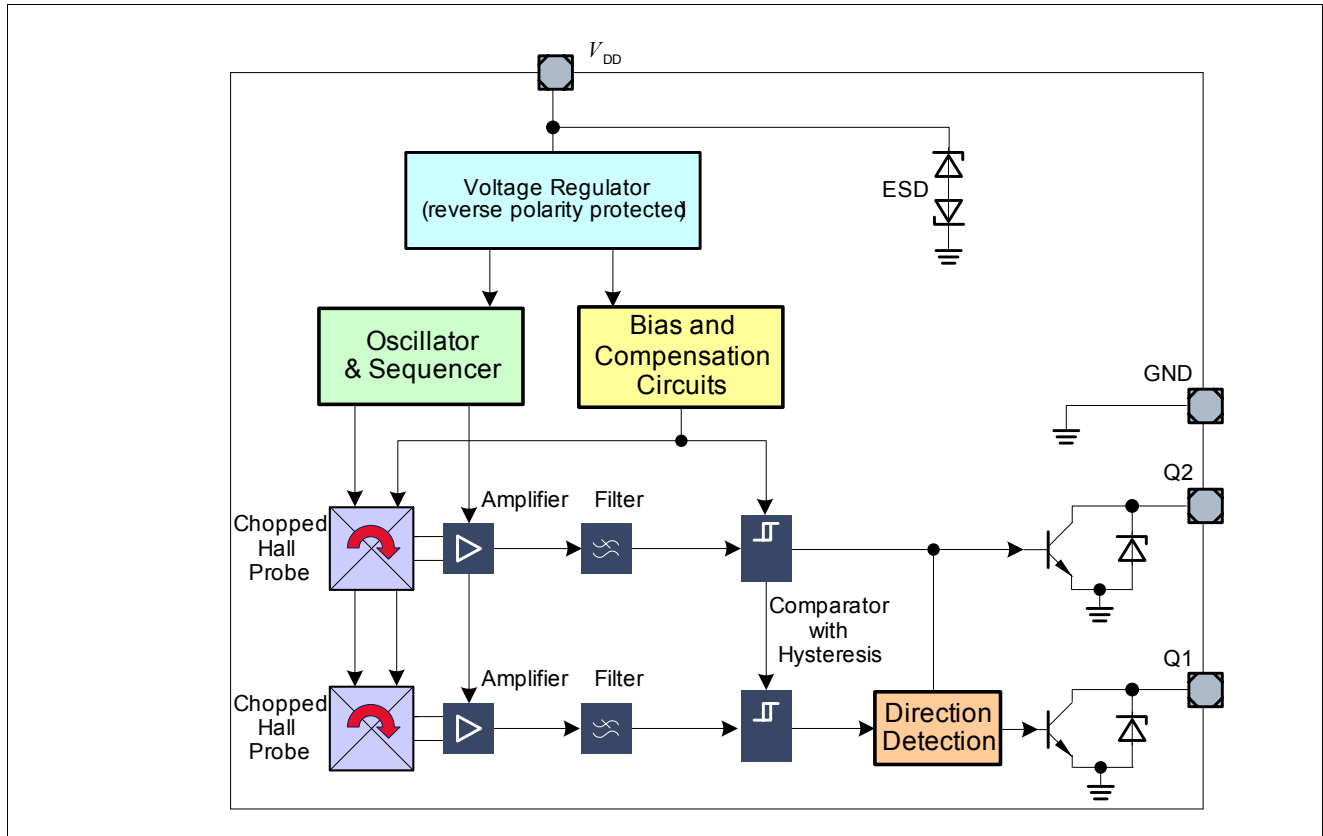 VDD
Voltage Regulator
(reverse polarity protected)
ESD
Oscillator
& Sequencer
Bias and
Compensation
Circuits
GND
Q2
Amplifier
Filter
Chopped
Hall
Probe
Comparator
with
Hysteresis
Q1
Amplifier
Filter
Chopped
Hall
Probe
Direction
Detection